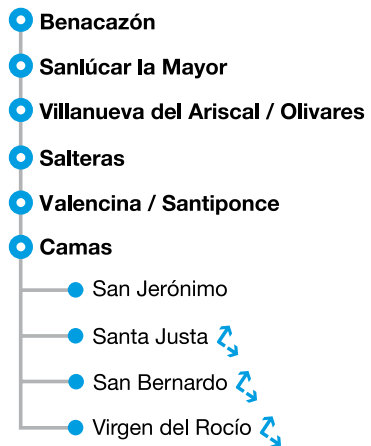 Benacazón
Sanlúcar la Mayor
Villanueva del Ariscal / Olivares
Salteras
Valencina / Santiponce
Camas
San Jerónimo
Santa Justa
San Bernardo
Virgen del Rocío